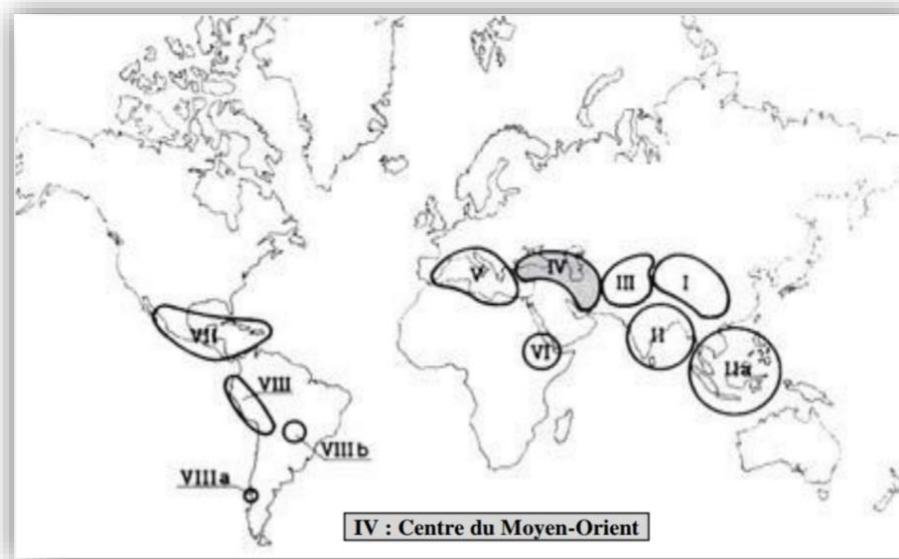 V
IV
III
I
II
VI
IIa
VII
VIII
VIII b
VIII a
IV : Centre du Moyen-Orient